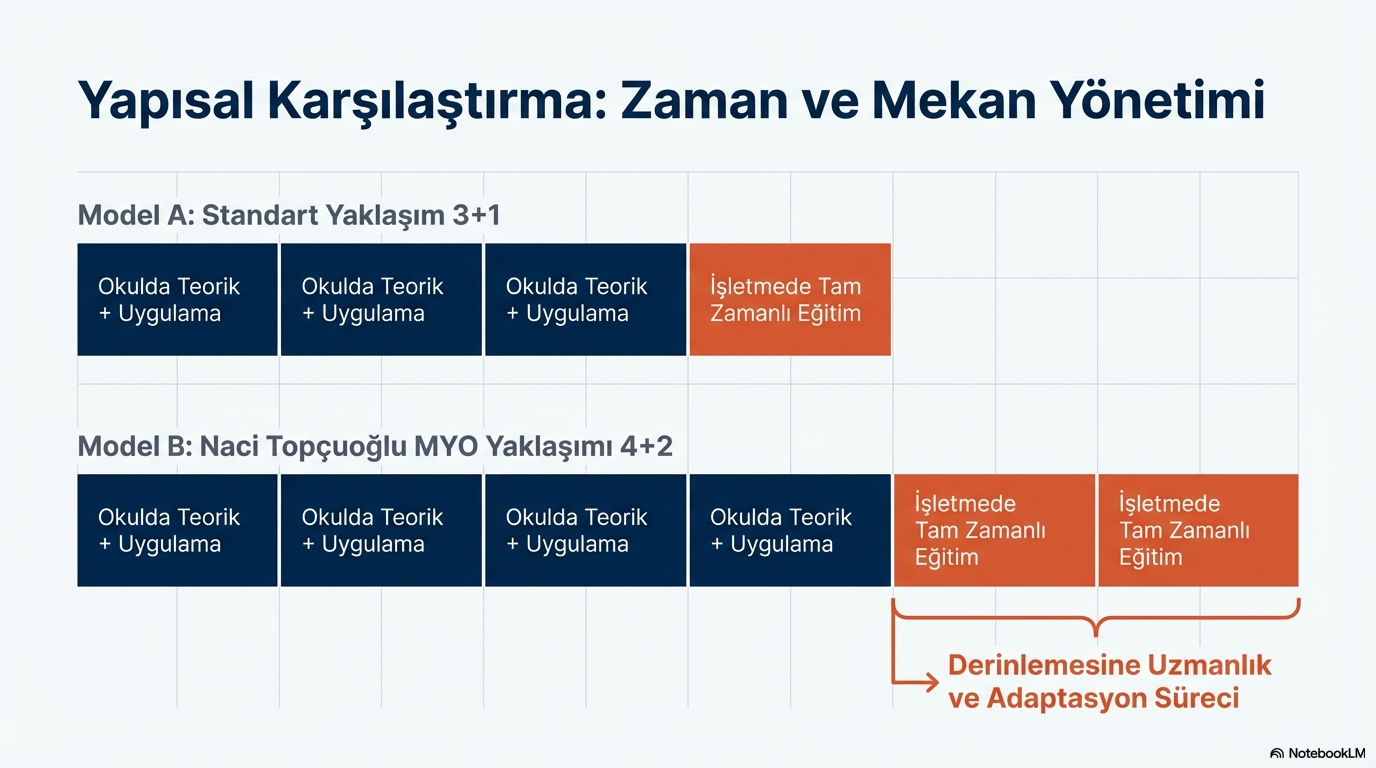 Yapısal Karşılaştırma: Zaman ve Mekan Yönetimi
Model A: Standart Yaklaşım 3+1
Okulda Teorik
+ Uygulama
Okulda Teorik
+ Uygulama
Okulda Teorik
+ Uygulama
İşletmede Tam
Zamanlı Eğitim
Model B: Naci Topçuoğlu MYO Yaklaşımı 4+2
Okulda Teorik
+ Uygulama
Okulda Teorik
+ Uygulama
Okulda Teorik
+ Uygulama
Okulda Teorik
+ Uygulama
İşletmede
Tam Zamanlı
Eğitim
İşletmede
Tam Zamanlı
Eğitim
Derinlemesine Uzmanlık
ve Adaptasyon Süreci
NotebookLM